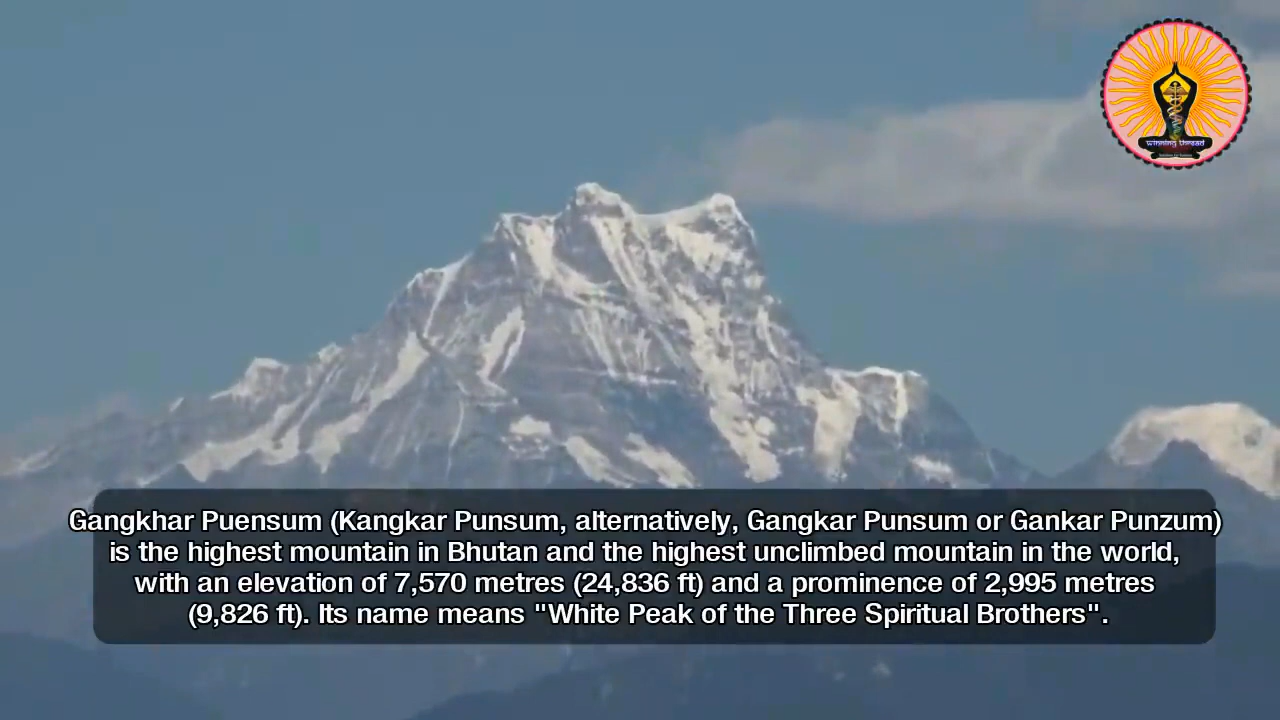 winning thread
Gangkhar Puensum (Kangkar Punsum, alternatively, Gangkar Punsum or Gankar Punzum)
is the highest mountain in Bhutan and the highest unclimbed mountain in the world,
with an elevation of 7,570 metres (24,836 ft) and a prominence of 2,995 metres
(9,826 ft). Its name means "White Peak of the Three Spiritual Brothers".